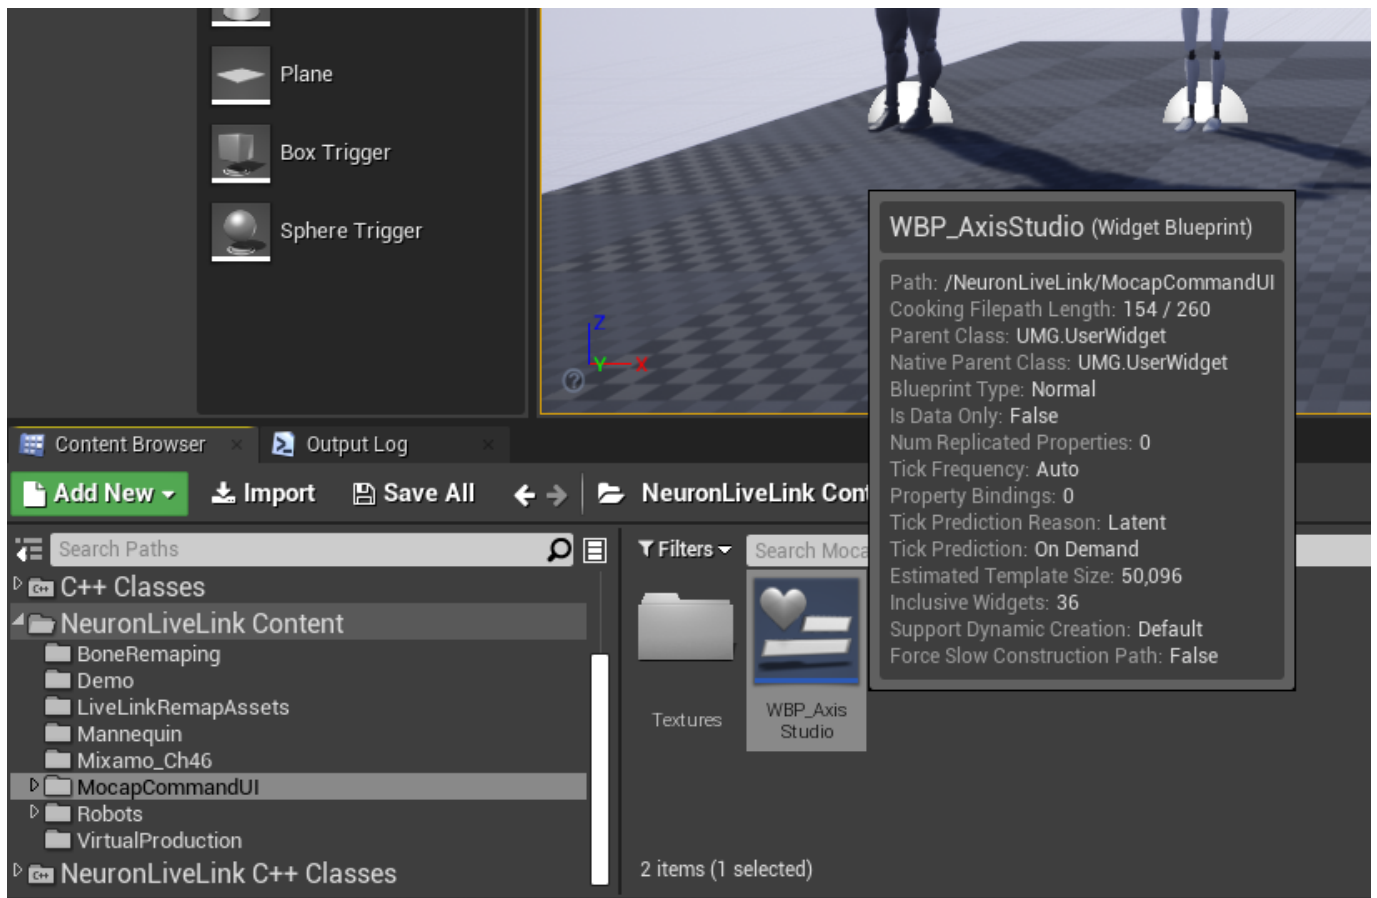 Plane
Box Trigger
Sphere Trigger
Z
Y
X
?
WBP_AxisStudio (Widget Blueprint)
Path: /NeuronLiveLink/MocapCommandUI
Cooking Filepath Length: 154 / 260
Parent Class: UMG.UserWidget
Native Parent Class: UMG.UserWidget
Blueprint Type: Normal
Is Data Only: False
Num Replicated Properties: 0
Tick Frequency: Auto
Property Bindings: 0
Tick Prediction Reason: Latent
Tick Prediction: On Demand
Estimated Template Size: 50,096
Inclusive Widgets: 36
Support Dynamic Creation: Default
Force Slow Construction Path: False
Content Browser
Output Log
Add New
Import
Save All
NeuronLiveLink Cont
Search Paths
C++ Classes
NeuronLiveLink Content
BoneRemaping
Demo
LiveLinkRemapAssets
Mannequin
Mixamo_Ch46
MocapCommandUI
Robots
VirtualProduction
NeuronLiveLink C++ Classes
Filters
Search Moca
Textures
WBP_Axis
Studio
2 items (1 selected)